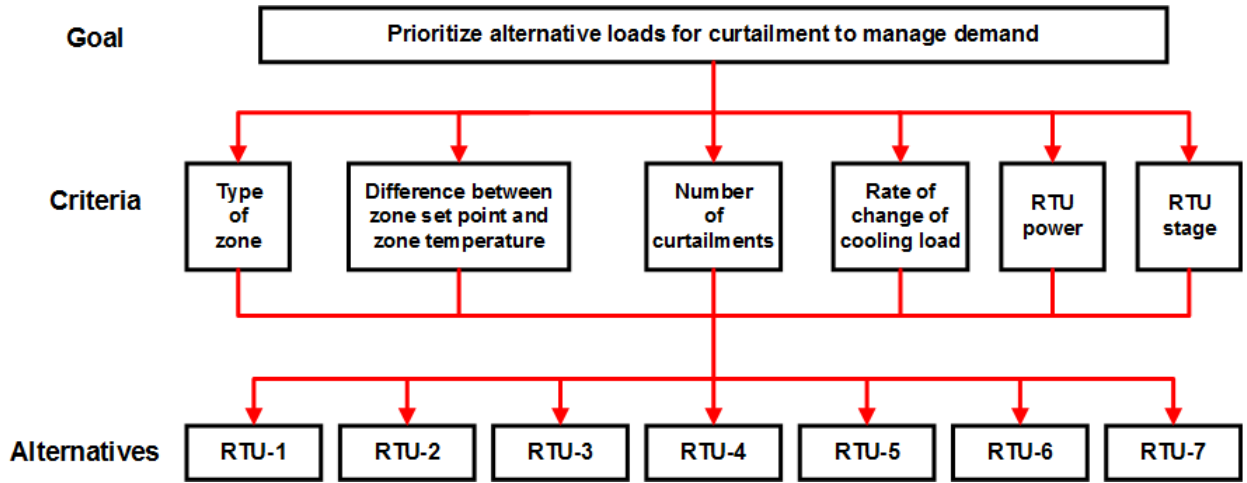 Goal
Prioritize alternative loads for curtailment to manage demand
Criteria
Type
of
zone
Difference between
zone set point and
zone temperature
Number
of
curtailments
Rate of
change of
cooling load
RTU
power
RTU
stage
Alternatives
RTU-1
RTU-2
RTU-3
RTU-4
RTU-5
RTU-6
RTU-7